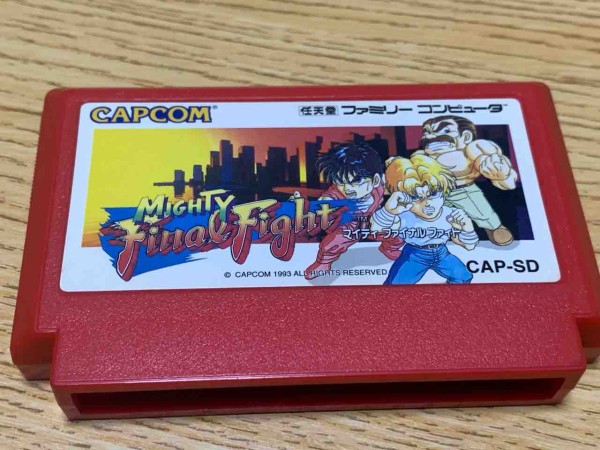 CAPCOM®
任天堂 ファミリー コンピュータ™
MIGHTY
Final Fight
マイティ ファイナル ファイト
© CAPCOM 1993 ALL RIGHTS RESERVED
CAP-SD